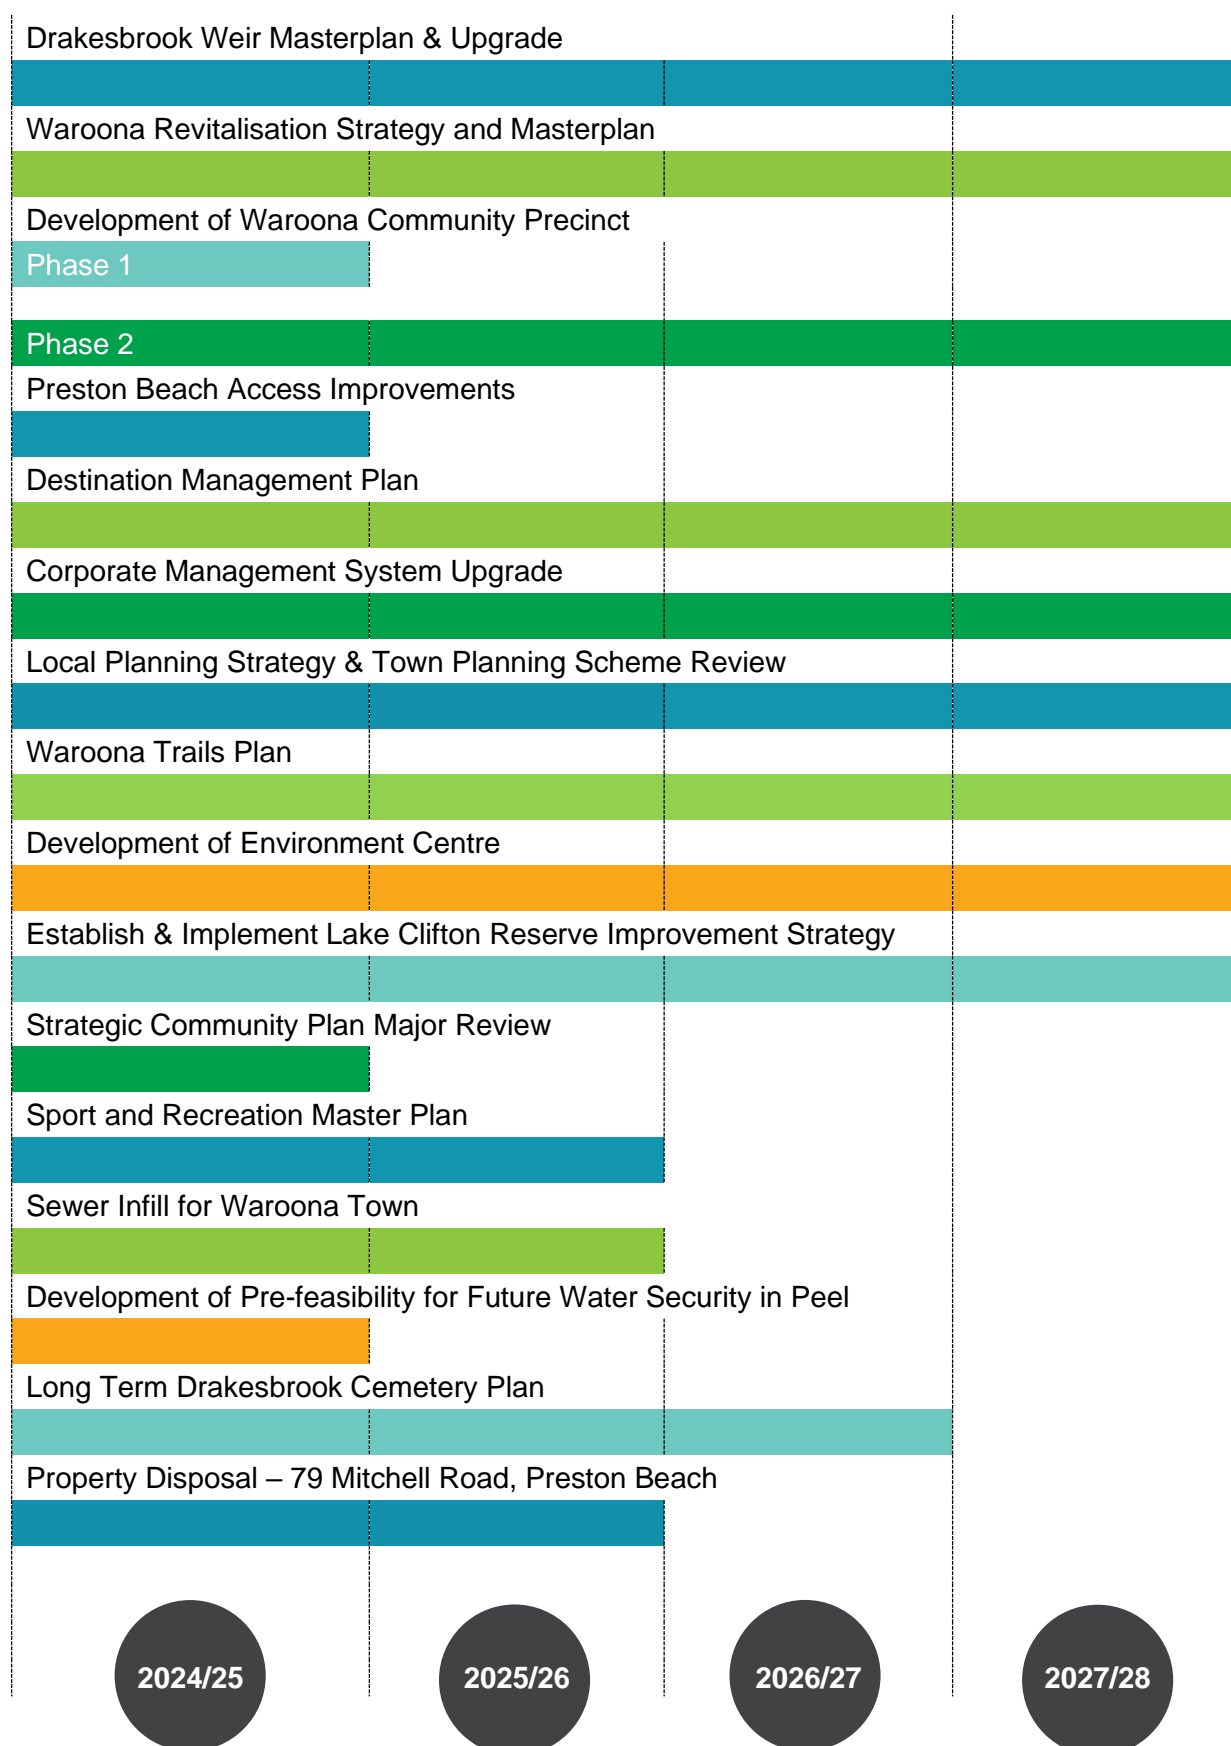 Drakesbrook Weir Masterplan & Upgrade
Waroona Revitalisation Strategy and Masterplan
Development of Waroona Community Precinct
Phase 1
Phase 2
Preston Beach Access Improvements
Destination Management Plan
Corporate Management System Upgrade
Local Planning Strategy & Town Planning Scheme Review
Waroona Trails Plan
Development of Environment Centre
Establish & Implement Lake Clifton Reserve Improvement Strategy
Strategic Community Plan Major Review
Sport and Recreation Master Plan
Sewer Infill for Waroona Town
Development of Pre-feasibility for Future Water Security in Peel
Long Term Drakesbrook Cemetery Plan
Property Disposal – 79 Mitchell Road, Preston Beach
2024/25 2025/26 2026/27 2027/28